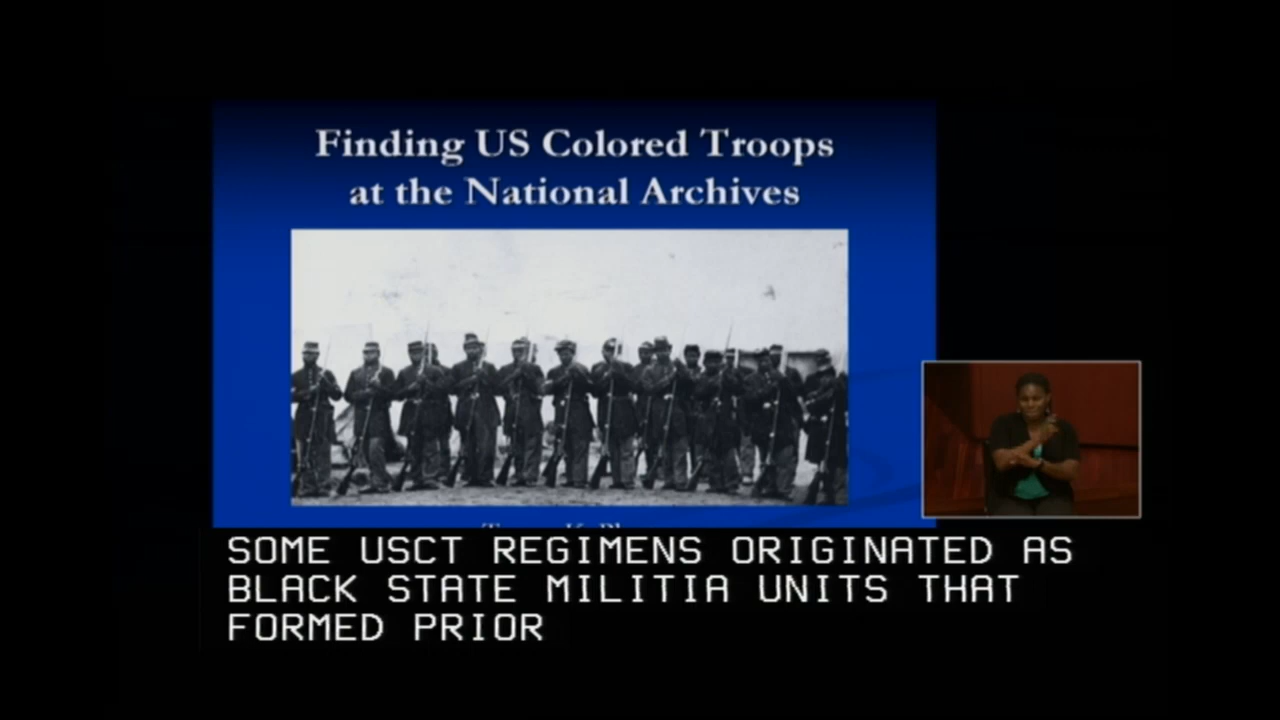 Finding US Colored Troops
at the National Archives
SOME USCT REGIMENS ORIGINATED AS
BLACK STATE MILITIA UNITS THAT
FORMED PRIOR